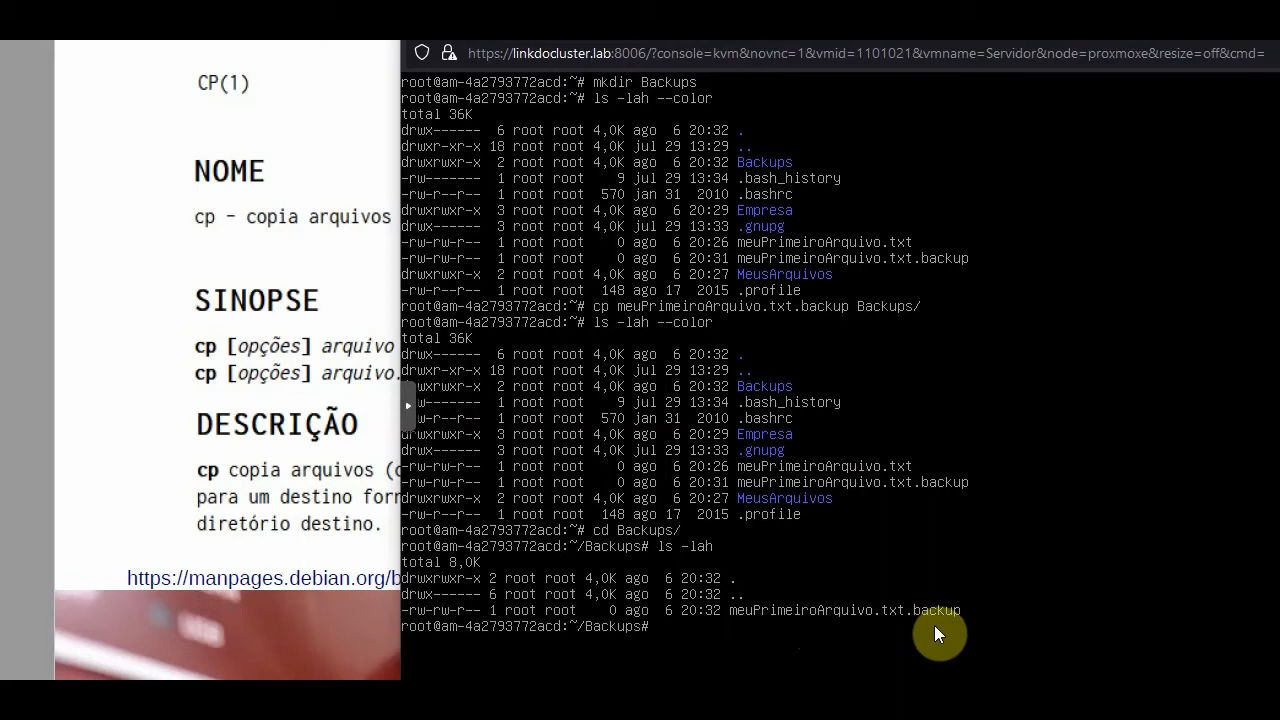 CP(1)
NOME
cp - copia arquivos
SINOPSE
cp [opções] arquivo
cp [opções] arquivo.
DESCRIÇÃO
cp copia arquivos (
para um destino
diretório destino.
https://manpages.debian.org/b
https://linkdocluster.lab:8006/?console=kvm&novnc=1&vmid=1101021&vmname=Servidor&node=proxmoxe&resize=off&cmd=
root@am-4a2793772acd:~# mkdir Backups
root@am-4a2793772acd:~# ls -lah --color
total 36K
drwx------ 6 root root 4,0K ago 6 20:32 .
drwxr-xr-x 18 root root 4,0K jul 29 13:29 ..
drwxrwxr-x 2 root root 4,0K ago 6 20:32 Backups
-rw------- 1 root root 9 jul 29 13:34 .bash_history
-rw-r--r-- 1 root root 570 jan 31 2010 .bashrc
drwxrwxr-x 3 root root 4,0K ago 6 20:29 Empresa
drwx------ 3 root root 4,0K jul 29 13:33 .gnupg
-rw-rw-r-- 1 root root 0 ago 6 20:26 meuPrimeiroArquivo.txt
-rw-rw-r-- 1 root root 0 ago 6 20:31 meuPrimeiroArquivo.txt.backup
drwxrwxr-x 2 root root 4,0K ago 6 20:27 MeusArquivos
-rw-r--r-- 1 root root 148 ago 17 2015 .profile
root@am-4a2793772acd:~# cp meuPrimeiroArquivo.txt.backup Backups/
root@am-4a2793772acd:~# ls -lah --color
total 36K
drwx------ 6 root root 4,0K ago 6 20:32 .
drwxr-xr-x 18 root root 4,0K jul 29 13:29 ..
drwxrwxr-x 2 root root 4,0K ago 6 20:32 Backups
w------- 1 root root 9 jul 29 13:34 .bash_history
w-r--r-- 1 root root 570 jan 31 2010 .bashrc
drwxrwxr-x 3 root root 4,0K ago 6 20:29 Empresa
drwx------ 3 root root 4,0K jul 29 13:33 .gnupg
-rw-rw-r-- 1 root root 0 ago 6 20:26 meuPrimeiroArquivo.txt
-rw-rw-r-- 1 root root 0 ago 6 20:31 meuPrimeiroArquivo.txt.backup
drwxrwxr-x 2 root root 4,0K ago 6 20:27 MeusArquivos
-rw-r--r-- 1 root root 148 ago 17 2015 .profile
root@am-4a2793772acd:~# cd Backups/
root@am-4a2793772acd:~/Backups# ls -lah
total 8,0K
drwxrwxr-x 2 root root 4,0K ago 6 20:32 .
drwx------ 6 root root 4,0K ago 6 20:32 ..
-rw-rw-r-- 1 root root 0 ago 6 20:32 meuPrimeiroArquivo.txt.backup
root@am-4a2793772acd:~/Backups#